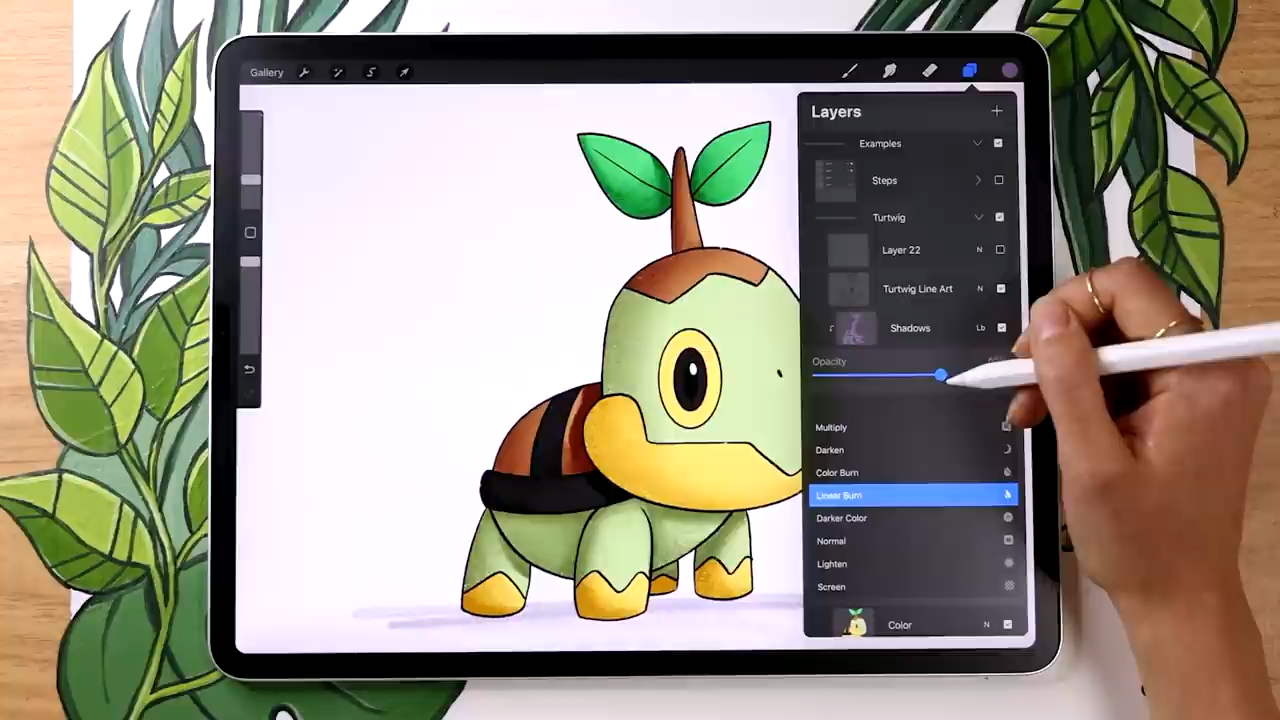 Gallery
Layers
Examples
Steps
Turtwig
Layer 22 N
Turtwig Line Art N
Shadows Lb
Opacity
Multiply
Darken
Color Burn
Linear Burn
Darker Color
Normal
Lighten
Screen
Color N